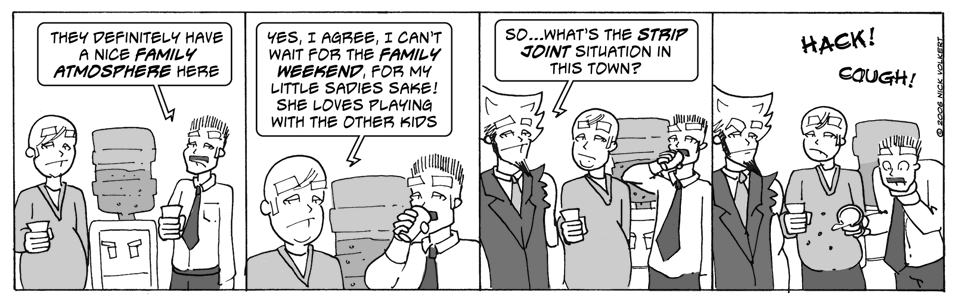 THEY DEFINITELY HAVE
A NICE FAMILY
ATMOSPHERE HERE
YES, I AGREE, I CAN'T
WAIT FOR THE FAMILY
WEEKEND, FOR MY
LITTLE SADIES SAKE!
SHE LOVES PLAYING
WITH THE OTHER KIDS
SO...WHAT'S THE STRIP
JOINT SITUATION IN
THIS TOWN?
HACK!
COUGH!
© 2006 NICK VOLKERT